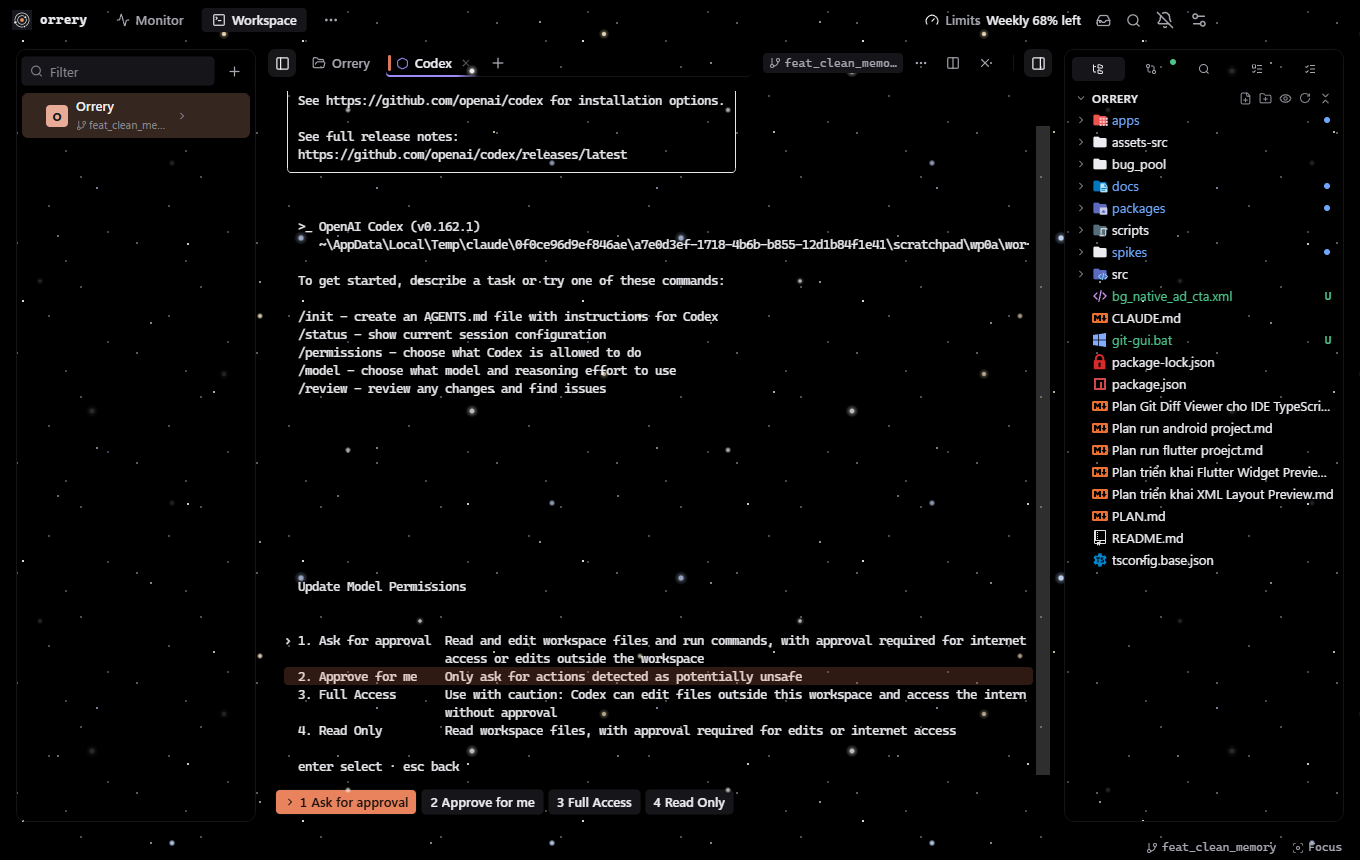 orrery
Monitor
Workspace
Limits Weekly 68% left
Filter
O
Orrery
feat_clean_me...
Orrery
Codex
feat_clean_memo...
See https://github.com/openai/codex for installation options.
See full release notes:
https://github.com/openai/codex/releases/latest
>_ OpenAI Codex (v0.162.1)
~\AppData\Local\Temp\claude\0f0ce96d9ef846ae\a7e0d3ef-1718-4b6b-b855-12d1b84f1e41\scratchpad\wp0a\wor
To get started, describe a task or try one of these commands:
/init - create an AGENTS.md file with instructions for Codex
/status - show current session configuration
/permissions - choose what Codex is allowed to do
/model - choose what model and reasoning effort to use
/review - review any changes and find issues
Update Model Permissions
› 1. Ask for approval Read and edit workspace files and run commands, with approval required for internet
access or edits outside the workspace
2. Approve for me Only ask for actions detected as potentially unsafe
3. Full Access Use with caution: Codex can edit files outside this workspace and access the intern
without approval
4. Read Only Read workspace files, with approval required for edits or internet access
enter select · esc back
› 1 Ask for approval
2 Approve for me
3 Full Access
4 Read Only
ORRERY
apps
assets-src
bug_pool
docs
packages
scripts
spikes
src
bg_native_ad_cta.xml U
CLAUDE.md
git-gui.bat U
package-lock.json
package.json
Plan Git Diff Viewer cho IDE TypeScri...
Plan run android project.md
Plan run flutter proejct.md
Plan triển khai Flutter Widget Previe...
Plan triển khai XML Layout Preview.md
PLAN.md
README.md
tsconfig.base.json
feat_clean_memory
Focus